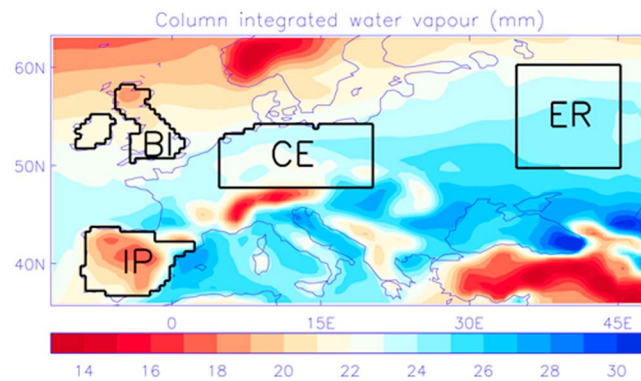 Column integrated water vapour (mm)
60N
50N
40N
BI
CE
ER
IP
0 15E 30E 45E
14 16 18 20 22 24 26 28 30